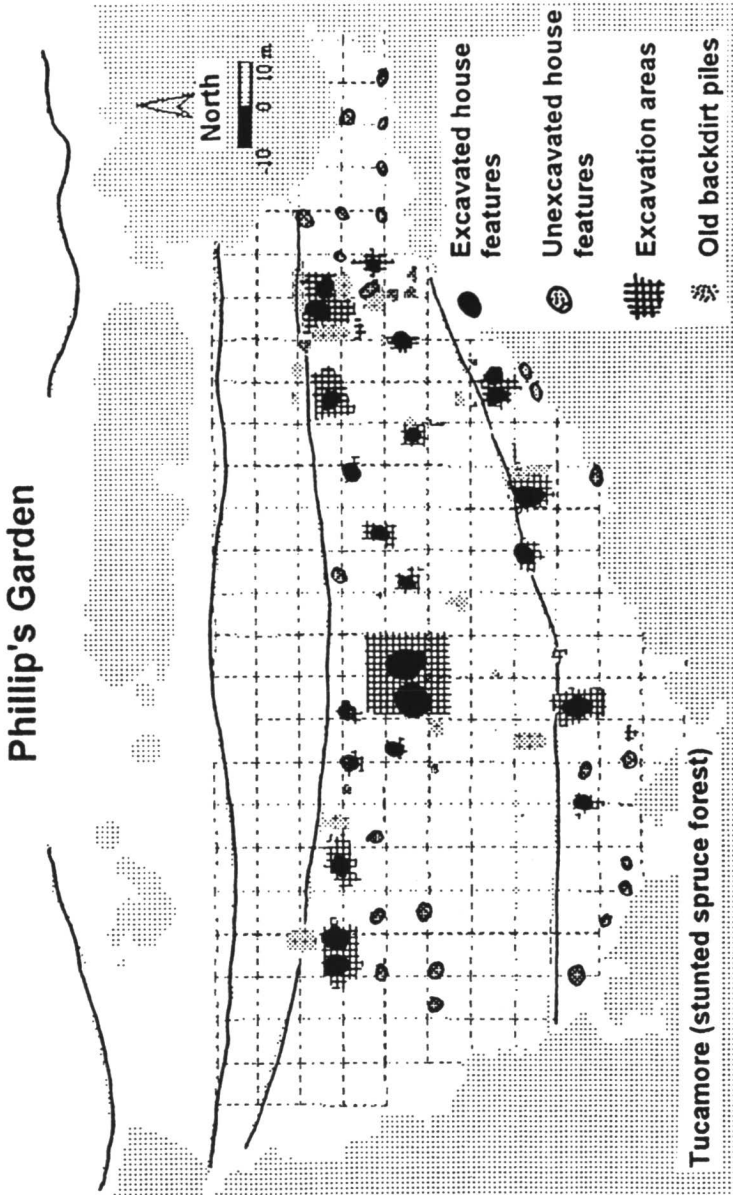 Phillip's Garden
North
-10 0 10 m
Excavated house
features
Unexcavated house
features
Excavation areas
Old backdirt piles
Tucamore (stunted spruce forest)